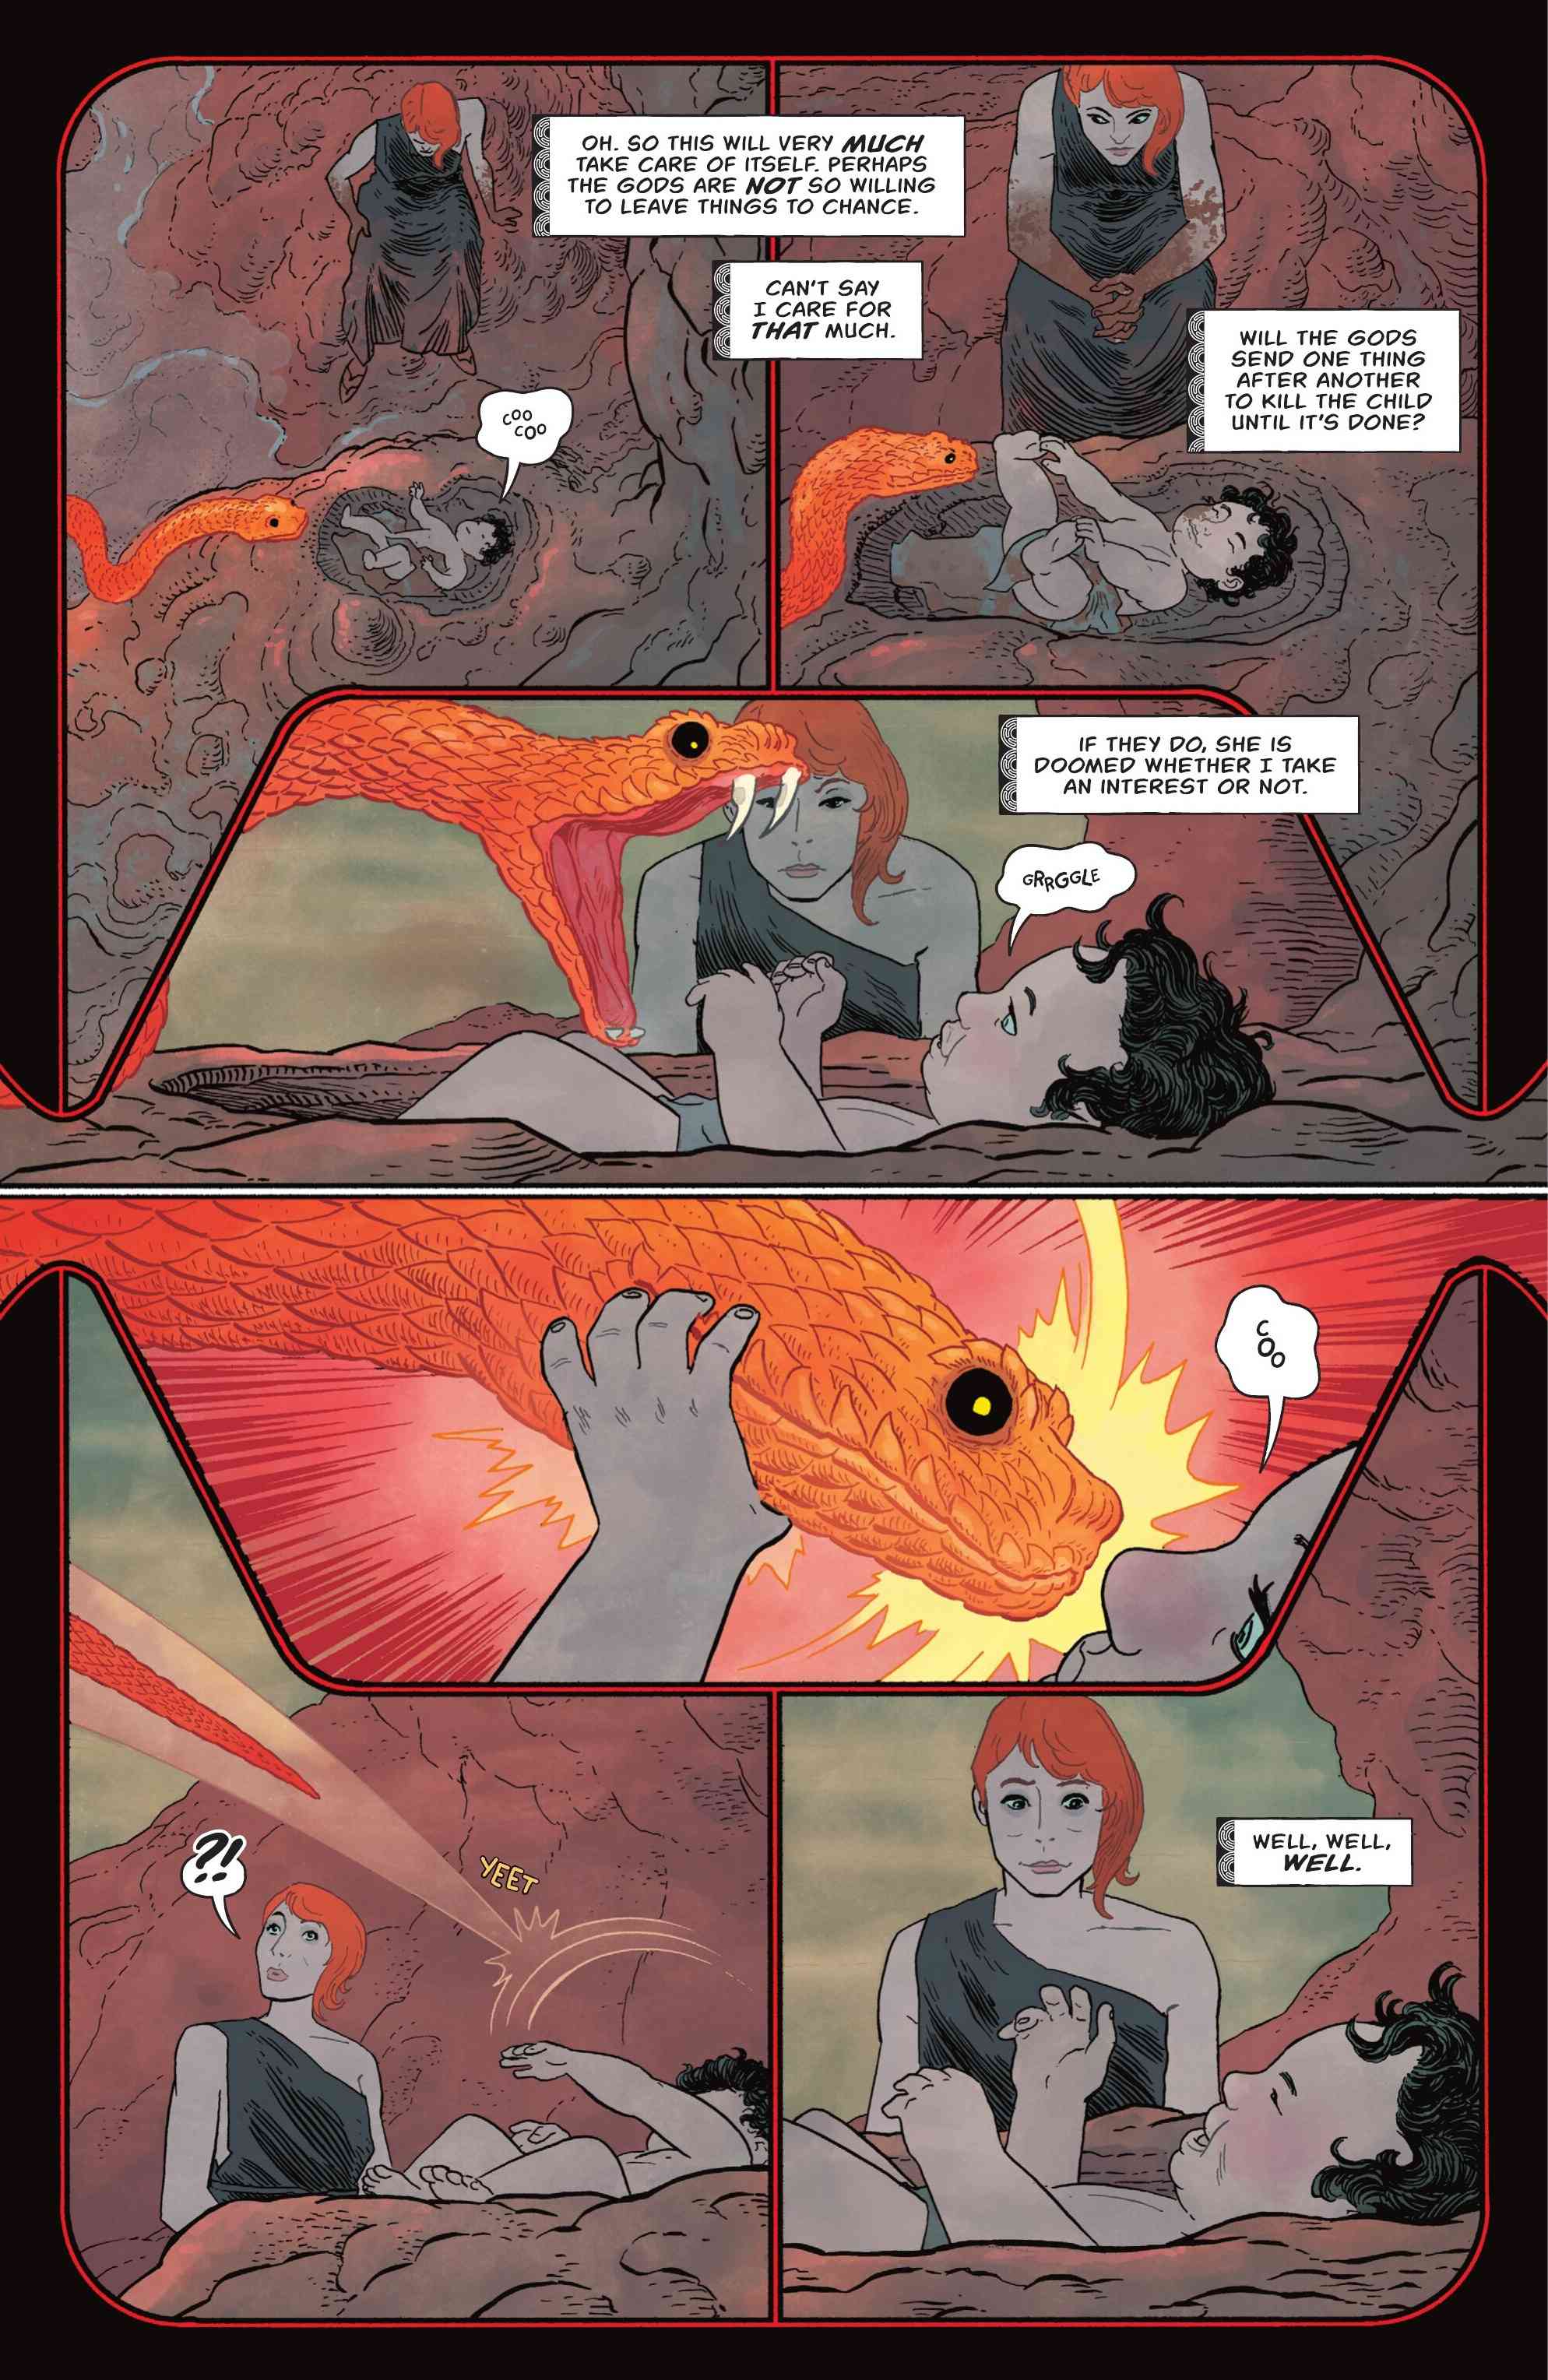 OH. SO THIS WILL VERY MUCH
TAKE CARE OF ITSELF. PERHAPS
THE GODS ARE NOT SO WILLING
TO LEAVE THINGS TO CHANCE.
CAN'T SAY
I CARE FOR
THAT MUCH.
COO
COO
WILL THE GODS
SEND ONE THING
AFTER ANOTHER
TO KILL THE CHILD
UNTIL IT'S DONE?
IF THEY DO, SHE IS
DOOMED WHETHER I TAKE
AN INTEREST OR NOT.
GRRGGLE
COO
?!
YEET
WELL, WELL,
WELL.